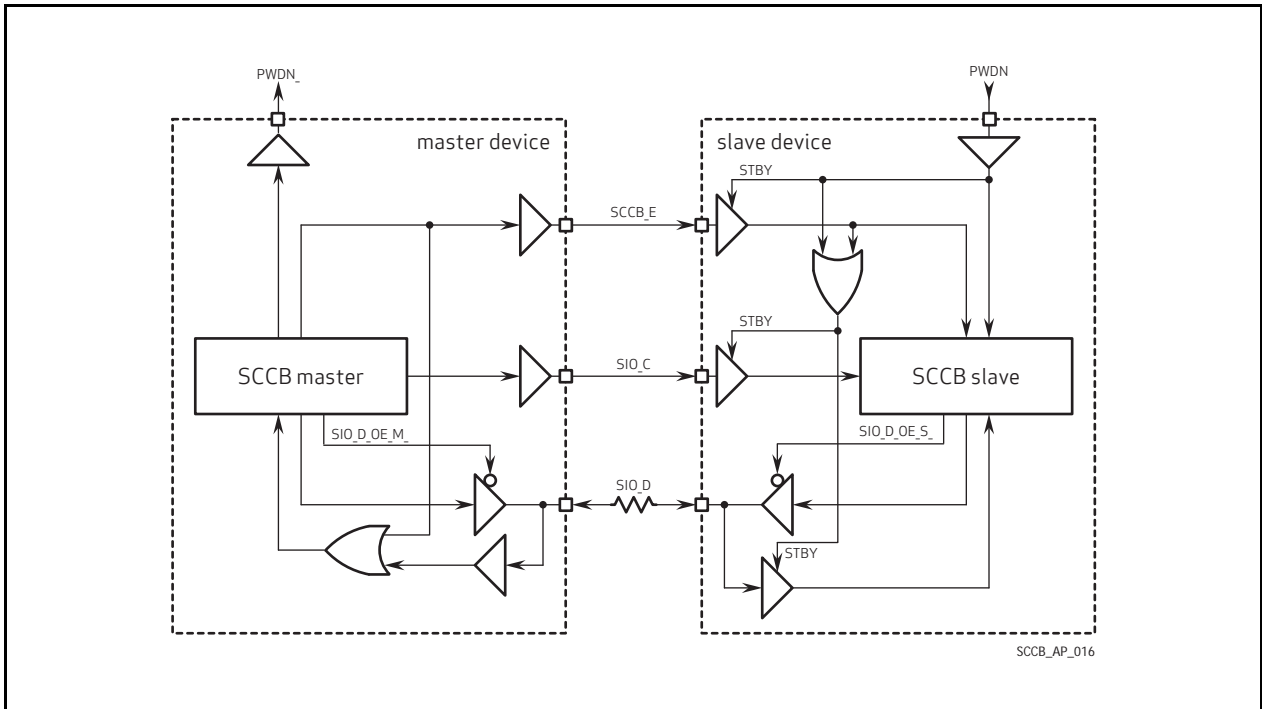 PWDN_
PWDN
master device
slave device
STBY
SCCB_E
STBY
SIO_C
SCCB master
SCCB slave
SIO_D_OE_M_
SIO_D_OE_S_
SIO_D
STBY
SCCB_AP_016